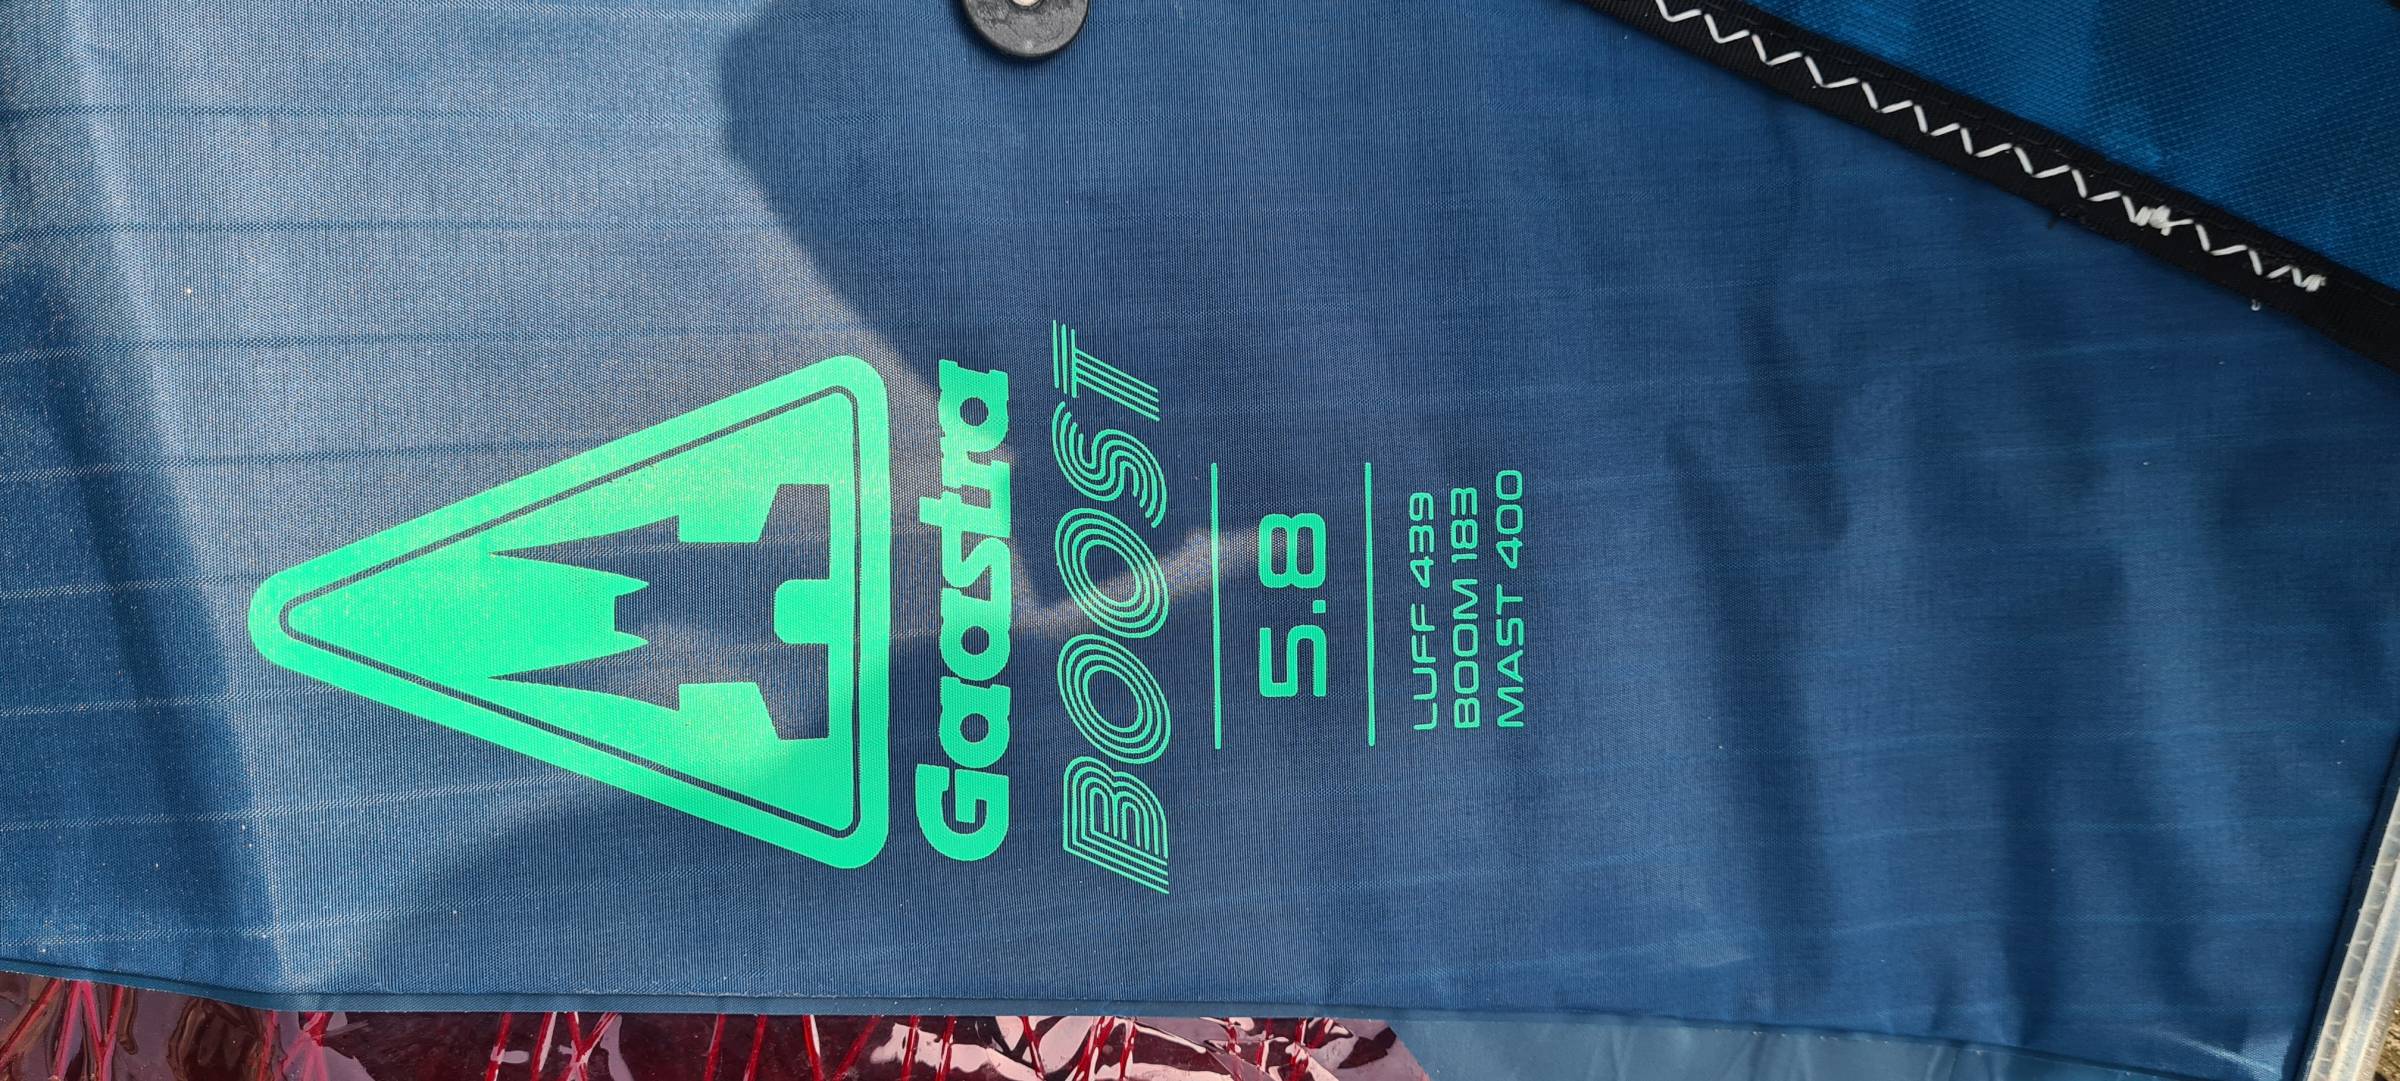 Gaastra
BOOST
5.8
LUFF 439
BOOM 183
MAST 400